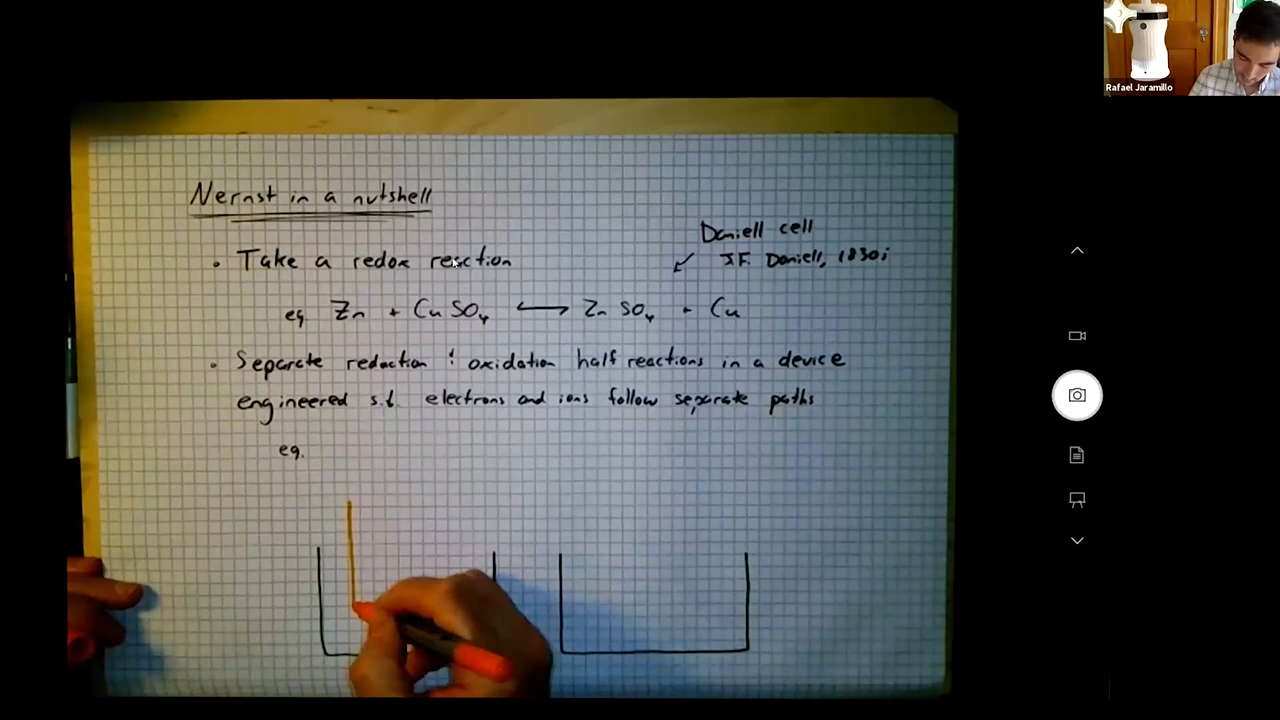 Rafael Jaramillo
Nernst in a nutshell
Daniell cell
• Take a redox reaction
J.F. Daniell, 1830s
eg Zn + CuSO₄ ⟷ ZnSO₄ + Cu
• Separate reduction & oxidation half reactions in a device
engineered s.t. electrons and ions follow separate paths
eg.